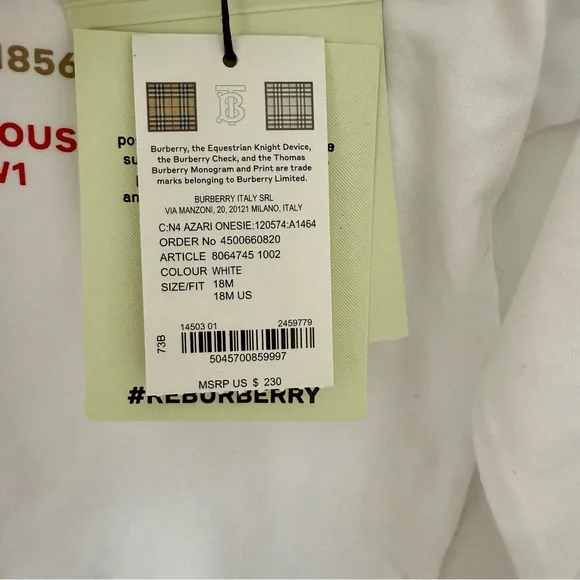 1856
OUS
W1
po
su
an
e
Burberry, the Equestrian Knight Device,
the Burberry Check, and the Thomas
Burberry Monogram and Print are trade
marks belonging to Burberry Limited.
BURBERRY ITALY SRL
VIA MANZONI, 20, 20121 MILANO, ITALY
C:N4 AZARI ONESIE:120574:A1464
ORDER No 4500660820
ARTICLE 8064745 1002
COLOUR WHITE
SIZE/FIT 18M
18M US
14503 01 2459779
73B
5045700859997
MSRP US $ 230
#REBURBERRY